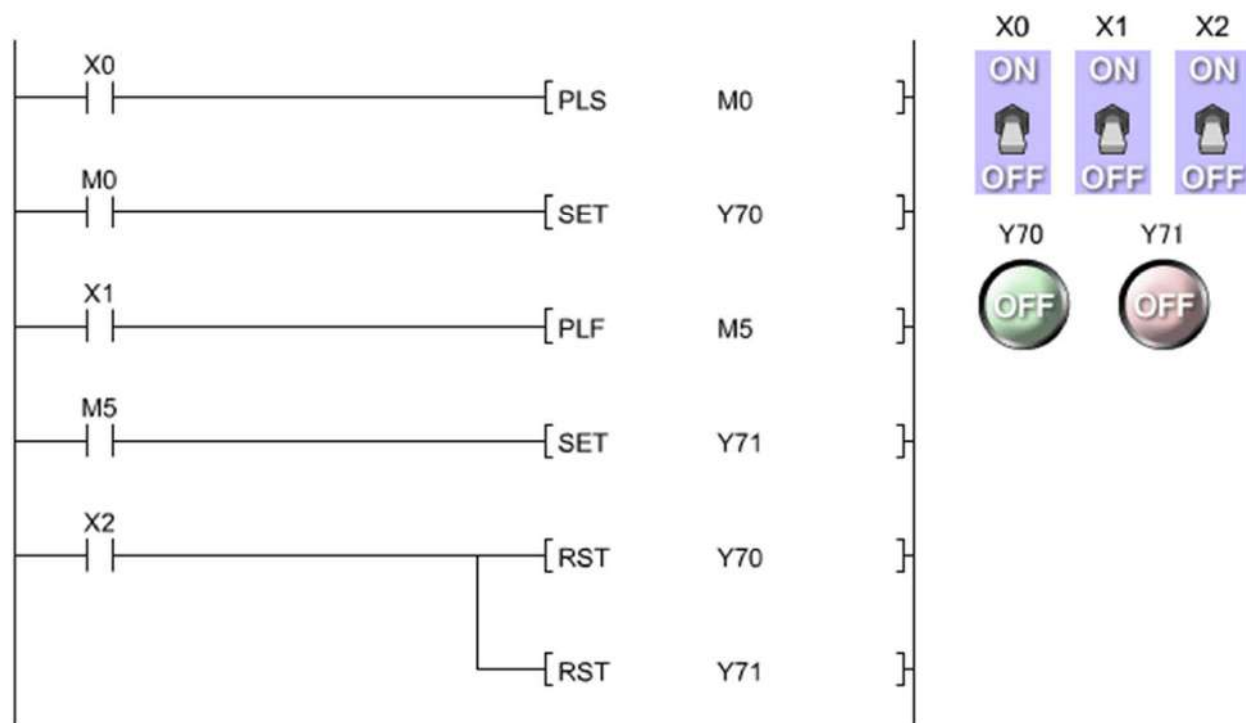 X0 X1 X2
ON ON ON
OFF OFF OFF
Y70 Y71
OFF OFF
X0
[PLS M0 ]
M0
[SET Y70 ]
X1
[PLF M5 ]
M5
[SET Y71 ]
X2
[RST Y70 ]
[RST Y71 ]